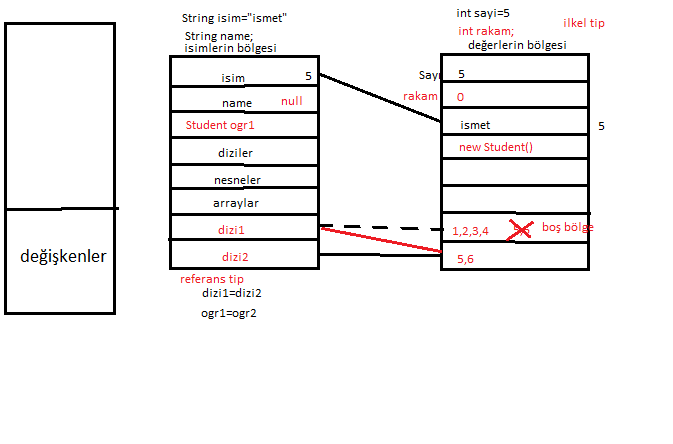 String isim="ismet"
String name;
isimlerin bölgesi
int sayi=5
int rakam;
ilkel tip
değerlerin bölgesi
isim 5
Sayı 5
name null
rakam 0
Student ogr1
ismet 5
diziler
new Student()
nesneler
arraylar
dizi1
1,2,3,4
boş bölge
değişkenler
dizi2
5,6
referans tip
dizi1=dizi2
ogr1=ogr2